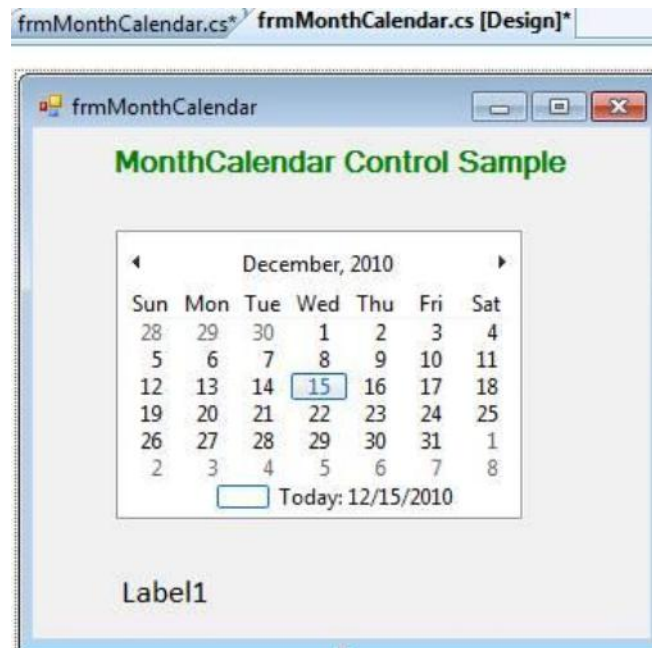 frmMonthCalendar.cs* frmMonthCalendar.cs [Design]*
frmMonthCalendar
MonthCalendar Control Sample
December, 2010
Sun Mon Tue Wed Thu Fri Sat
28 29 30 1 2 3 4
5 6 7 8 9 10 11
12 13 14 15 16 17 18
19 20 21 22 23 24 25
26 27 28 29 30 31 1
2 3 4 5 6 7 8
Today: 12/15/2010
Label1